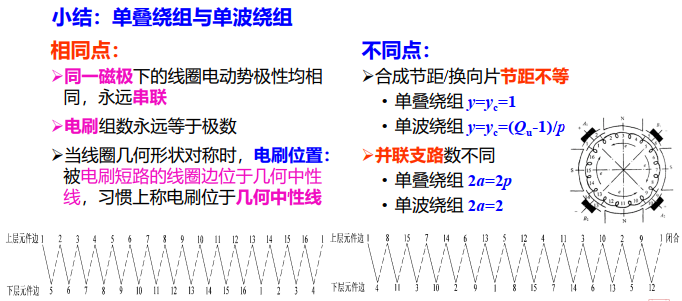 小结：单叠绕组与单波绕组
相同点：
➢同一磁极下的线圈电动势极性均相
同，永远串联
➢电刷组数永远等于极数
➢当线圈几何形状对称时，电刷位置：
被电刷短路的线圈边位于几何中性
线，习惯上称电刷位于几何中性线
不同点：
➢合成节距/换向片节距不等
• 单叠绕组 y=yc=1
• 单波绕组 y=yc=(Qu-1)/p
➢并联支路数不同
• 单叠绕组 2a=2p
• 单波绕组 2a=2
N
S
上层元件边 1 2 3 4 5 6 7 8 9 10 11 12 13 14 15 16 1
下层元件边 5 6 7 8 9 10 11 12 13 14 15 16 1 2 3 4
上层元件边 1 8 15 7 14 6 13 5 12 4 11 3 10 2 9 1 闭合
下层元件边 4 11 3 10 2 9 1 8 15 7 14 6 13 5 12